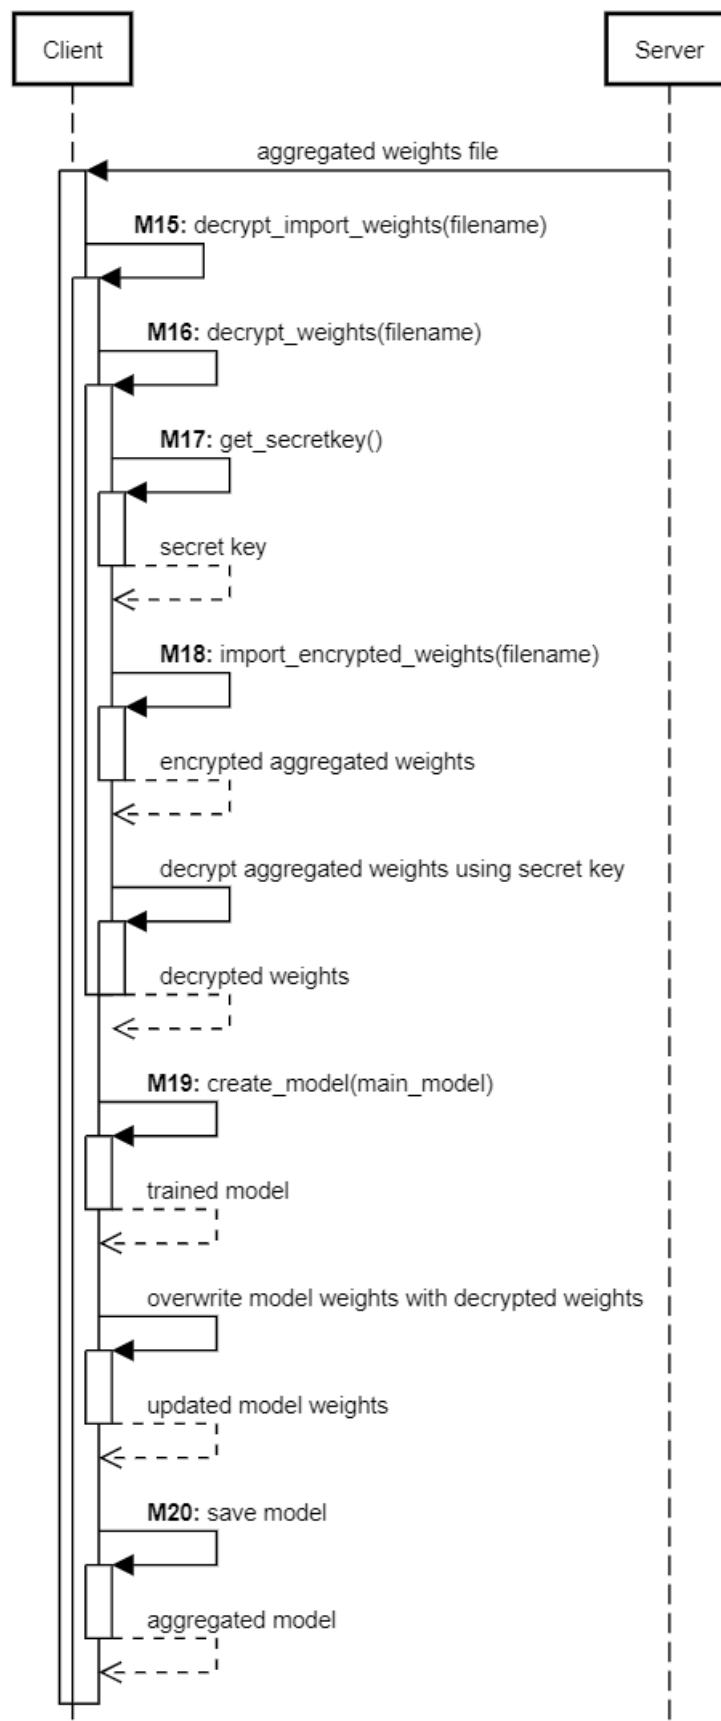 Client
Server
aggregated weights file
M15: decrypt_import_weights(filename)
M16: decrypt_weights(filename)
M17: get_secretkey()
secret key
M18: import_encrypted_weights(filename)
encrypted aggregated weights
decrypt aggregated weights using secret key
decrypted weights
M19: create_model(main_model)
trained model
overwrite model weights with decrypted weights
updated model weights
M20: save model
aggregated model